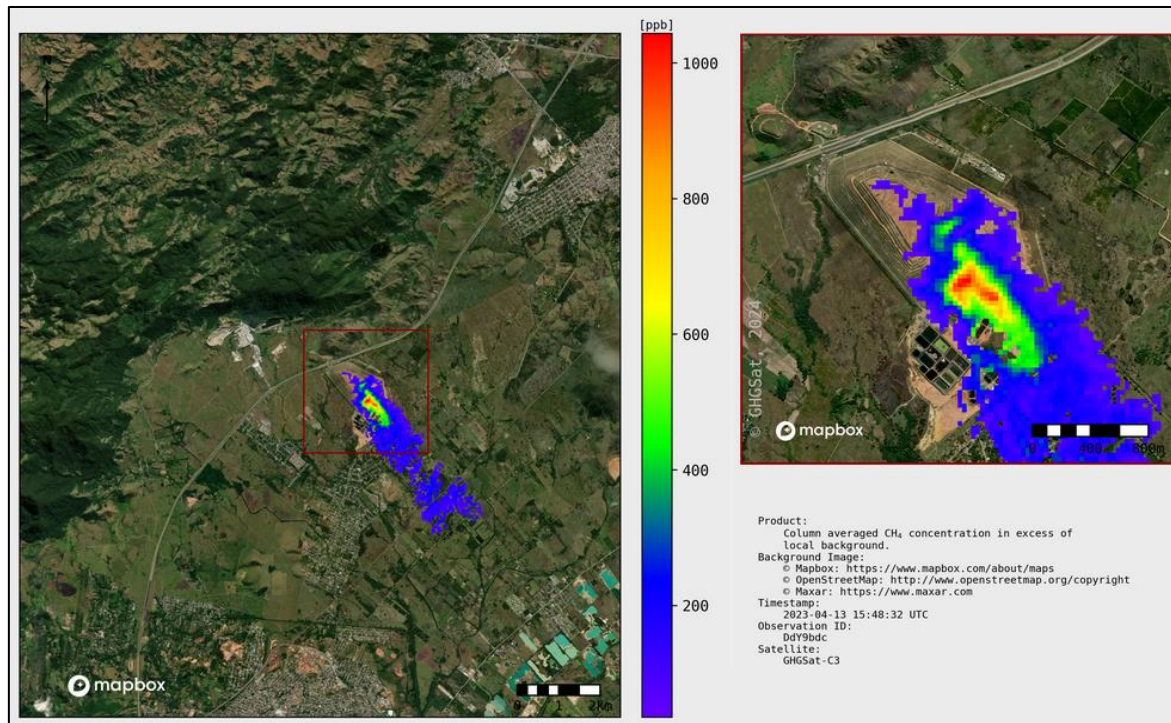 [ppb]
1000
800
600
400
200
mapbox
0 1 2km
© GHGSat, 2024
mapbox
0 400 800m
Product:
Column averaged CH₄ concentration in excess of
local background.
Background Image:
© Mapbox: https://www.mapbox.com/about/maps
© OpenStreetMap: http://www.openstreetmap.org/copyright
© Maxar: https://www.maxar.com
Timestamp:
2023-04-13 15:48:32 UTC
Observation ID:
DdY9bdc
Satellite:
GHGSat-C3